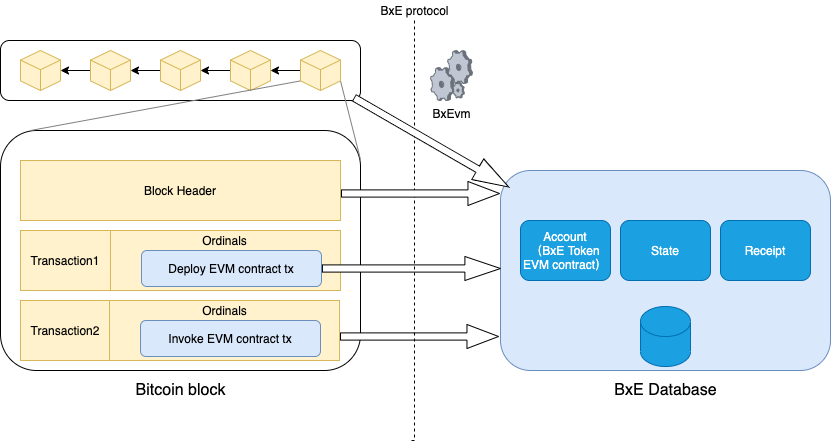 BxE protocol
BxEvm
Block Header
Transaction1
Ordinals
Deploy EVM contract tx
Transaction2
Ordinals
Invoke EVM contract tx
Bitcoin block
Account
（BxE Token
EVM contract)
State
Receipt
BxE Database